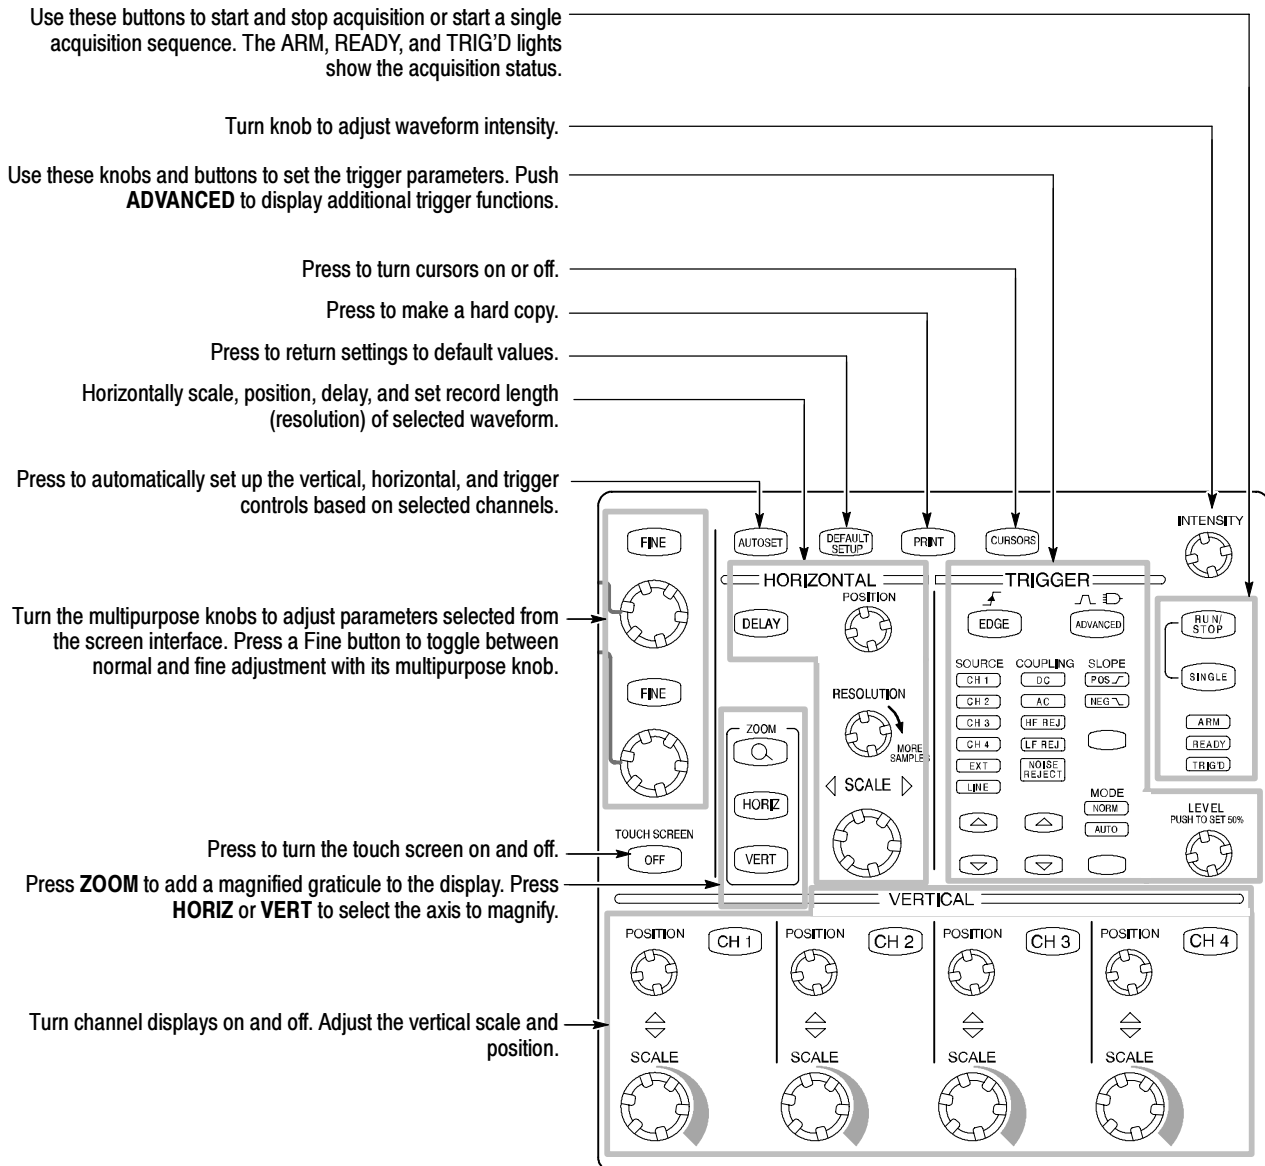 Use these buttons to start and stop acquisition or start a single
acquisition sequence. The ARM, READY, and TRIG’D lights
show the acquisition status.
Turn knob to adjust waveform intensity.
Use these knobs and buttons to set the trigger parameters. Push
ADVANCED to display additional trigger functions.
Press to turn cursors on or off.
Press to make a hard copy.
Press to return settings to default values.
Horizontally scale, position, delay, and set record length
(resolution) of selected waveform.
Press to automatically set up the vertical, horizontal, and trigger
controls based on selected channels.
Turn the multipurpose knobs to adjust parameters selected from
the screen interface. Press a Fine button to toggle between
normal and fine adjustment with its multipurpose knob.
Press to turn the touch screen on and off.
Press ZOOM to add a magnified graticule to the display. Press
HORIZ or VERT to select the axis to magnify.
Turn channel displays on and off. Adjust the vertical scale and
position.
FINE
FINE
TOUCH SCREEN
OFF
AUTOSET
DEFAULT
SETUP
PRINT
CURSORS
INTENSITY
HORIZONTAL
DELAY
POSITION
RESOLUTION
MORE
SAMPLES
SCALE
ZOOM
HORIZ
VERT
TRIGGER
EDGE
ADVANCED
SOURCE
CH 1
CH 2
CH 3
CH 4
EXT
LINE
COUPLING
DC
AC
HF REJ
LF REJ
NOISE
REJECT
SLOPE
POS
NEG
MODE
NORM
AUTO
RUN/
STOP
SINGLE
ARM
READY
TRIG'D
LEVEL
PUSH TO SET 50%
VERTICAL
POSITION
CH 1
SCALE
POSITION
CH 2
SCALE
POSITION
CH 3
SCALE
POSITION
CH 4
SCALE